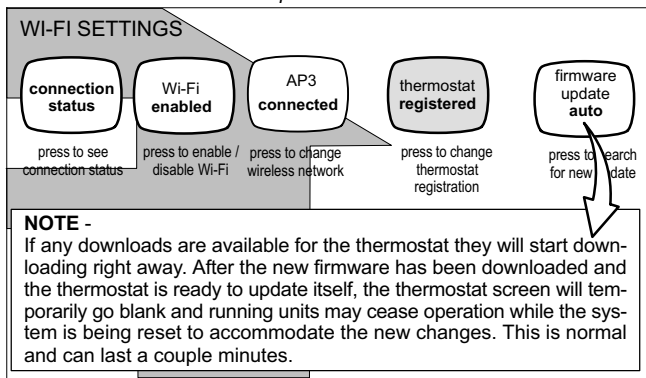 WI-FI SETTINGS
connection
status
Wi-Fi
enabled
AP3
connected
thermostat
registered
firmware
update
auto
press to see
connection status
press to enable /
disable Wi-Fi
press to change
wireless network
press to change
thermostat
registration
press to search
for new update
NOTE -
If any downloads are available for the thermostat they will start down-
loading right away. After the new firmware has been downloaded and
the thermostat is ready to update itself, the thermostat screen will tem-
porarily go blank and running units may cease operation while the sys-
tem is being reset to accommodate the new changes. This is normal
and can last a couple minutes.